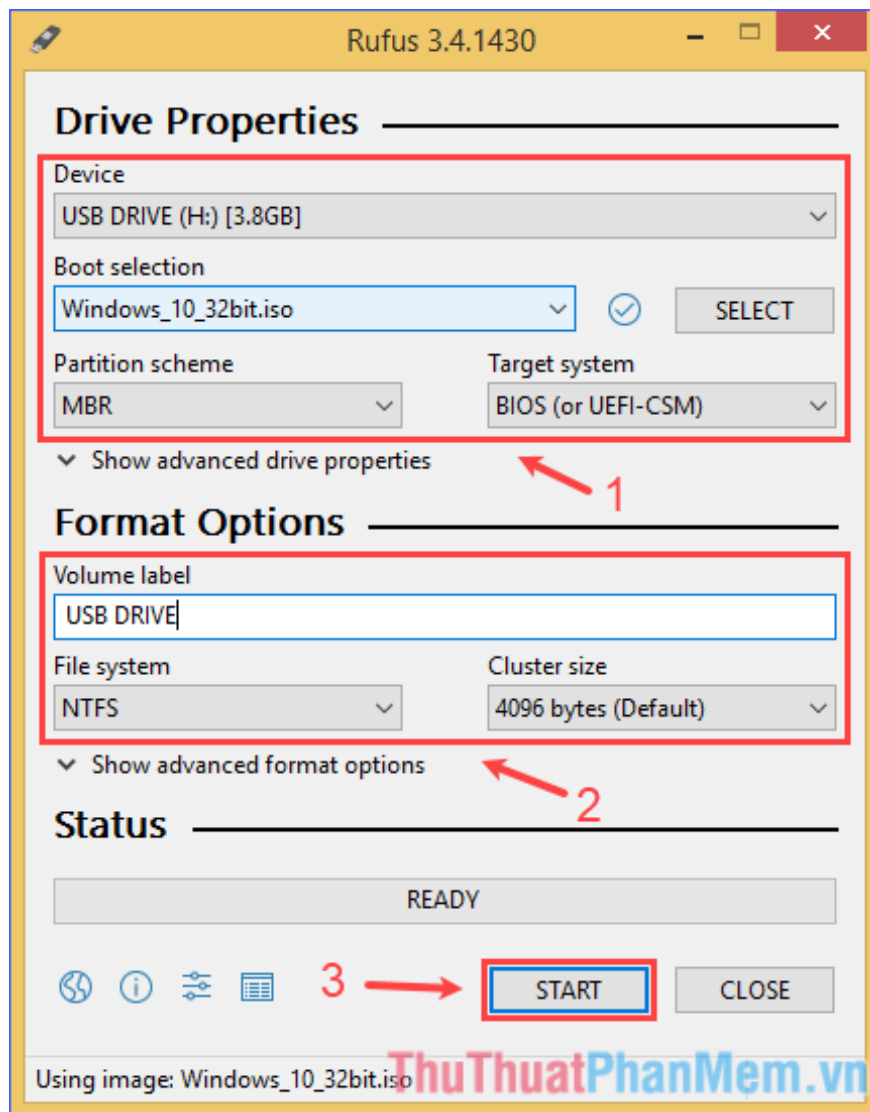 Rufus 3.4.1430
Drive Properties
Device
USB DRIVE (H:) [3.8GB]
Boot selection
Windows_10_32bit.iso
SELECT
Partition scheme Target system
MBR BIOS (or UEFI-CSM)
Show advanced drive properties
1
Format Options
Volume label
USB DRIVE
File system Cluster size
NTFS 4096 bytes (Default)
Show advanced format options
2
Status
READY
3 START CLOSE
Using image: Windows_10_32bit.iso
ThuThuatPhanMem.vn